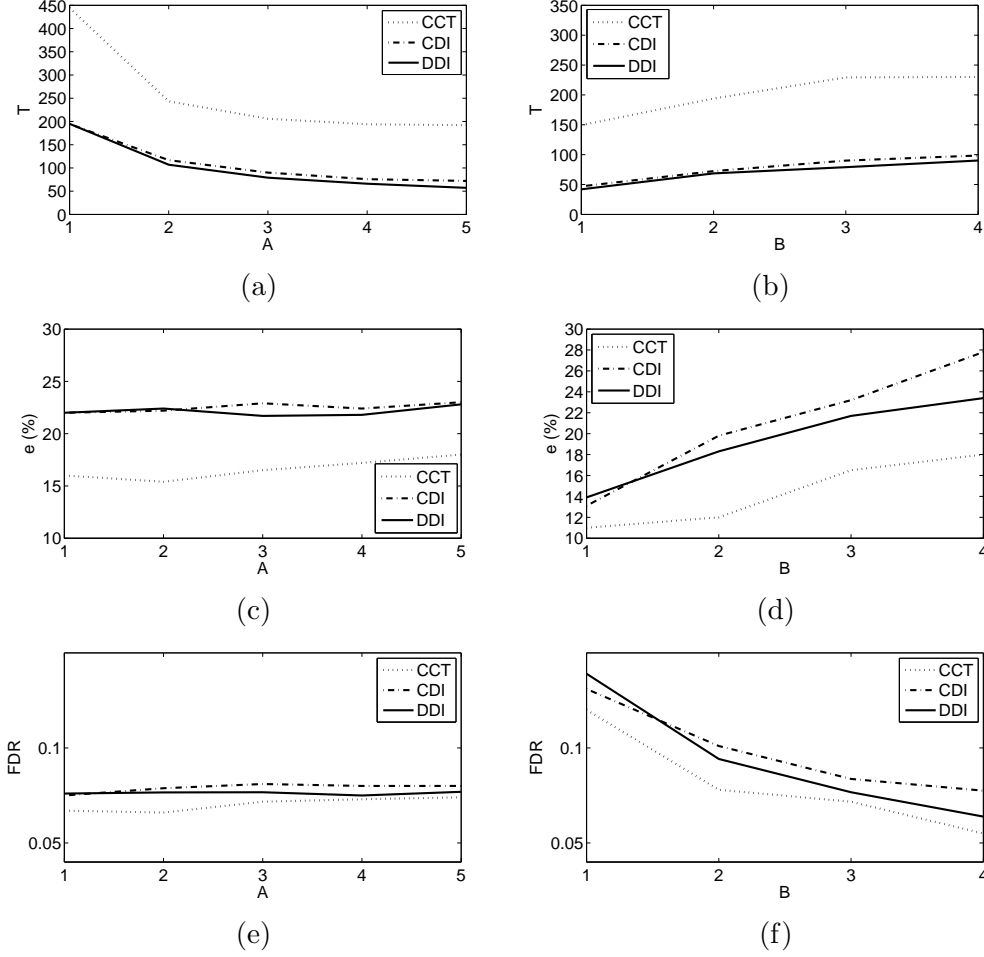 450
400
350
300
250
200
150
100
50
0
T
1 2 3 4 5
A
CCT
CDI
DDI
(a)
350
300
250
200
150
100
50
0
T
1 2 3 4
B
CCT
CDI
DDI
(b)
30
25
20
15
10
e (%)
1 2 3 4 5
A
CCT
CDI
DDI
(c)
30
28
26
24
22
20
18
16
14
12
10
e (%)
1 2 3 4
B
CCT
CDI
DDI
(d)
0.1
0.05
FDR
1 2 3 4 5
A
CCT
CDI
DDI
(e)
0.1
0.05
FDR
1 2 3 4
B
CCT
CDI
DDI
(f)